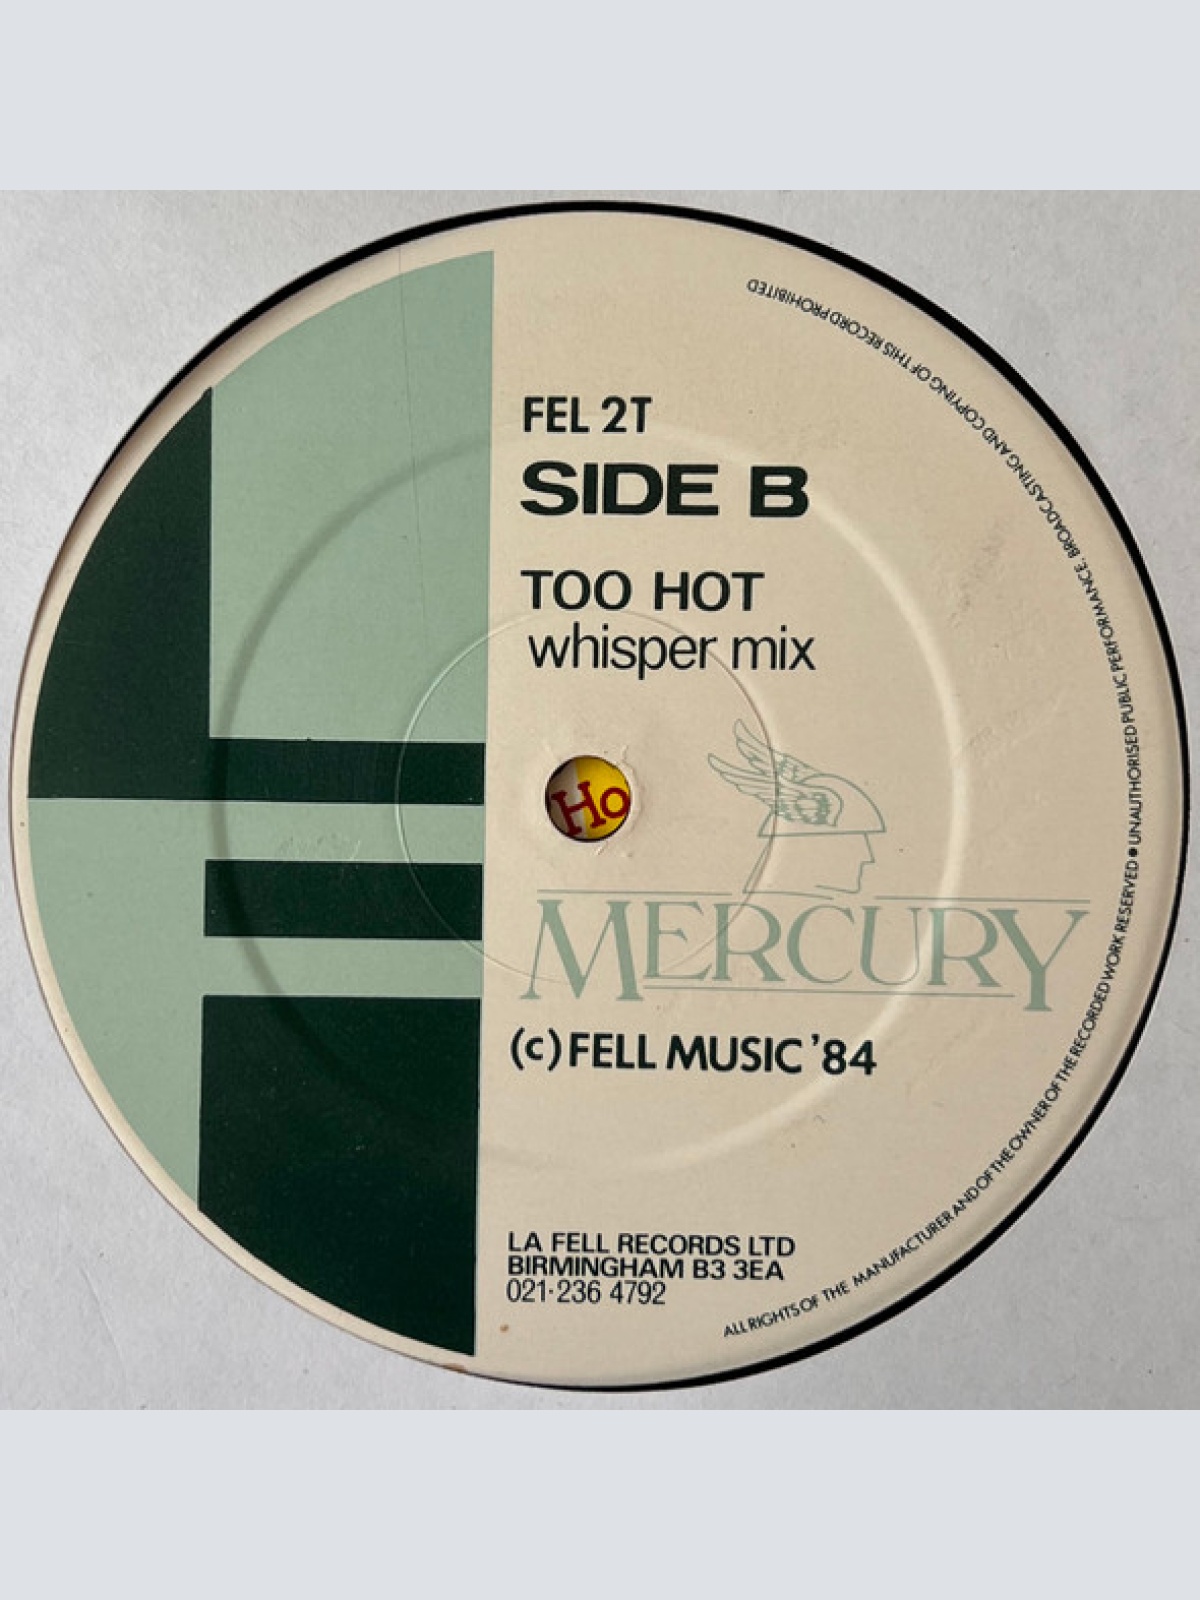 FEL 2T
SIDE B
TOO HOT
whisper mix
Ho
MERCURY
(c) FELL MUSIC '84
LA FELL RECORDS LTD
BIRMINGHAM B3 3EA
021·236 4792
ALL RIGHTS OF THE MANUFACTURER AND OF THE OWNER OF THE RECORDED WORK RESERVED ● UNAUTHORISED PUBLIC PERFORMANCE, BROADCASTING AND COPYING OF THIS RECORD PROHIBITED